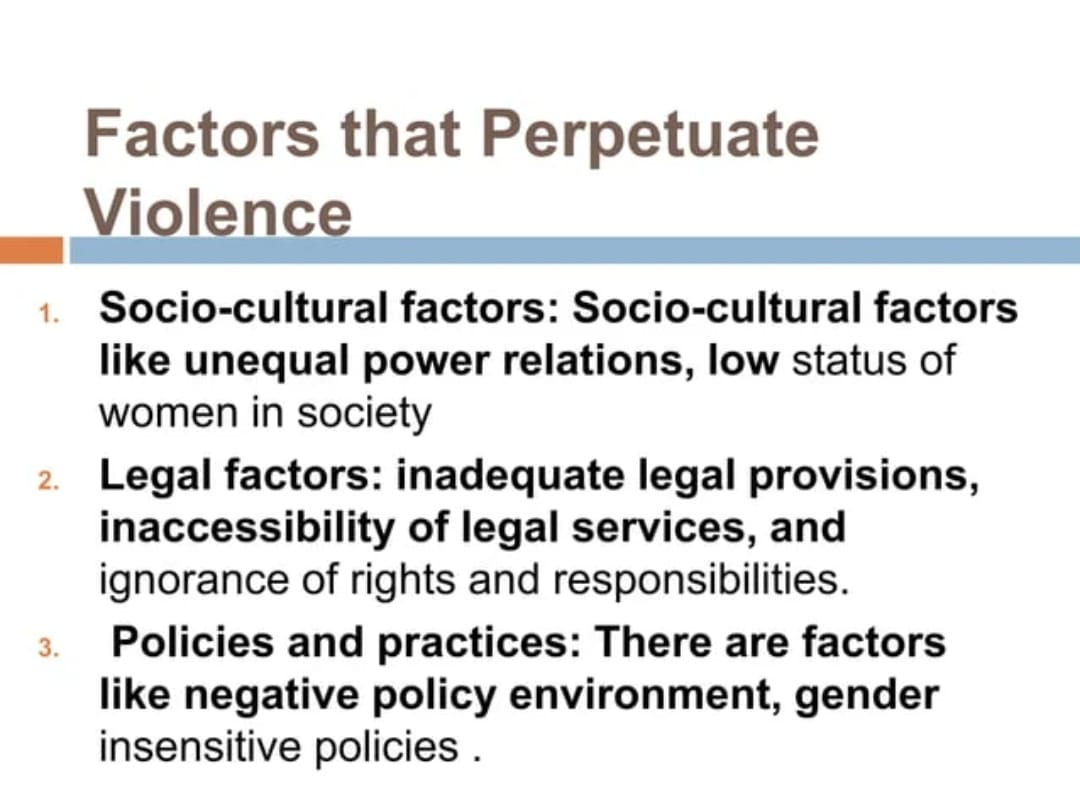 Factors that Perpetuate
Violence
1. Socio-cultural factors: Socio-cultural factors
like unequal power relations, low status of
women in society
2. Legal factors: inadequate legal provisions,
inaccessibility of legal services, and
ignorance of rights and responsibilities.
3. Policies and practices: There are factors
like negative policy environment, gender
insensitive policies .